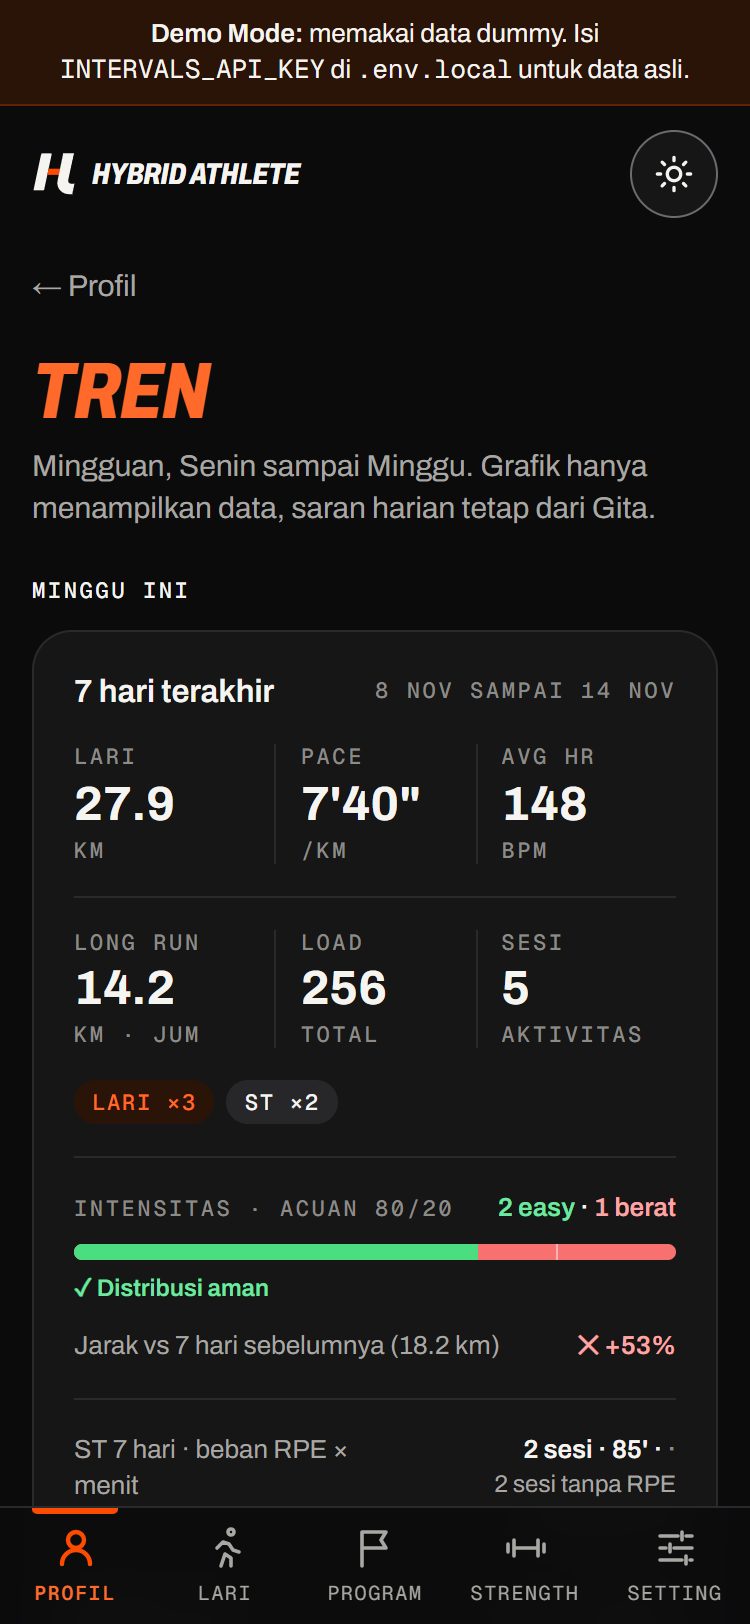 Demo Mode: memakai data dummy. Isi
INTERVALS_API_KEY di .env.local untuk data asli.
HYBRID ATHLETE
← Profil
TREN
Mingguan, Senin sampai Minggu. Grafik hanya
menampilkan data, saran harian tetap dari Gita.
MINGGU INI
7 hari terakhir 8 NOV SAMPAI 14 NOV
LARI PACE AVG HR
27.9 7'40" 148
KM /KM BPM
LONG RUN LOAD SESI
14.2 256 5
KM · JUM TOTAL AKTIVITAS
LARI ×3 ST ×2
INTENSITAS · ACUAN 80/20 2 easy · 1 berat
✓ Distribusi aman
Jarak vs 7 hari sebelumnya (18.2 km) ✕ +53%
ST 7 hari · beban RPE × 2 sesi · 85' · ·
menit 2 sesi tanpa RPE
PROFIL LARI PROGRAM STRENGTH SETTING